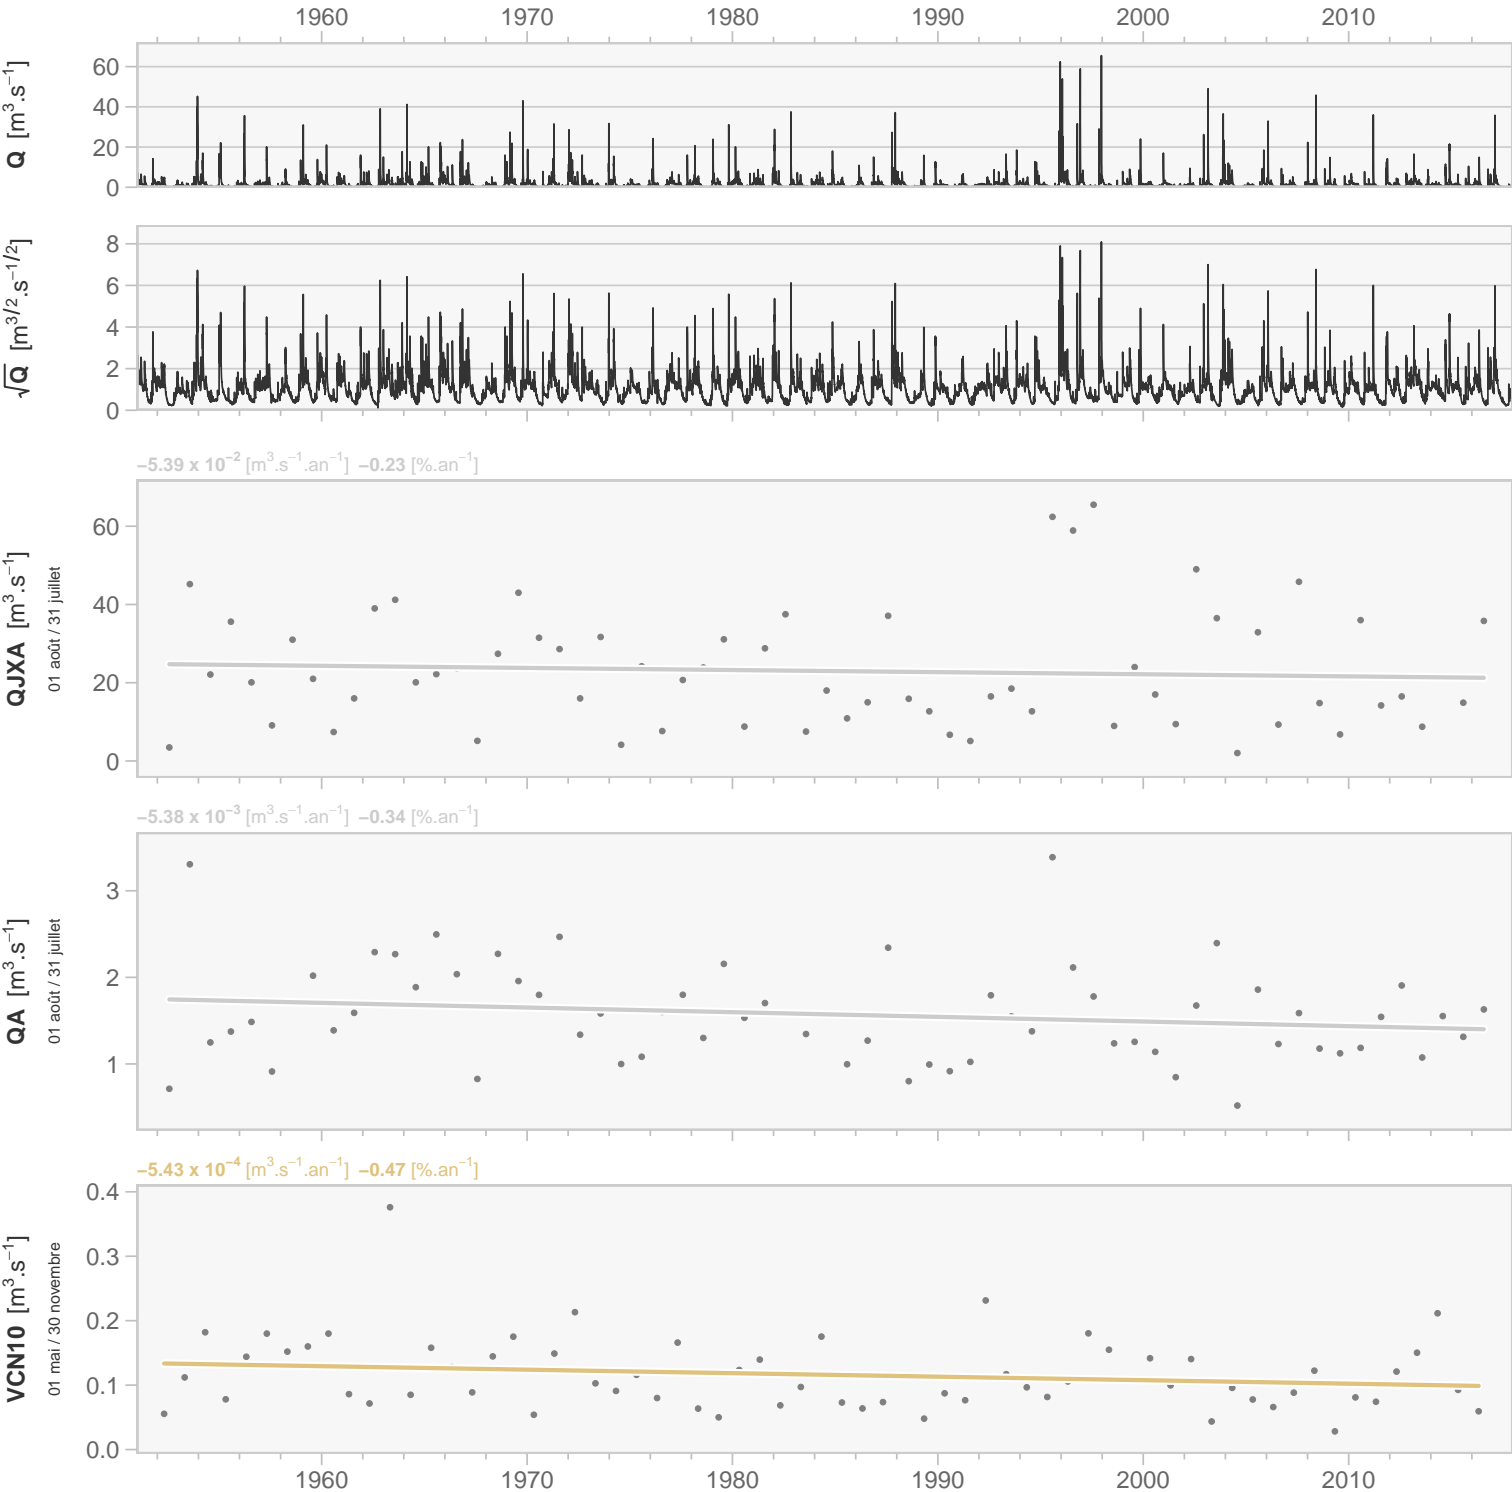 1960 1970 1980 1990 2000 2010
Q [m³.s⁻¹]
60
40
20
0
√Q [m^3/2.s^−1/2]
8
6
4
2
0
−5.39 x 10⁻² [m³.s⁻¹.an⁻¹] −0.23 [%.an⁻¹]
QJXA [m³.s⁻¹]
01 août / 31 juillet
60
40
20
0
−5.38 x 10⁻³ [m³.s⁻¹.an⁻¹] −0.34 [%.an⁻¹]
QA [m³.s⁻¹]
01 août / 31 juillet
3
2
1
−5.43 x 10⁻⁴ [m³.s⁻¹.an⁻¹] −0.47 [%.an⁻¹]
VCN10 [m³.s⁻¹]
01 mai / 30 novembre
0.4
0.3
0.2
0.1
0.0
1960 1970 1980 1990 2000 2010